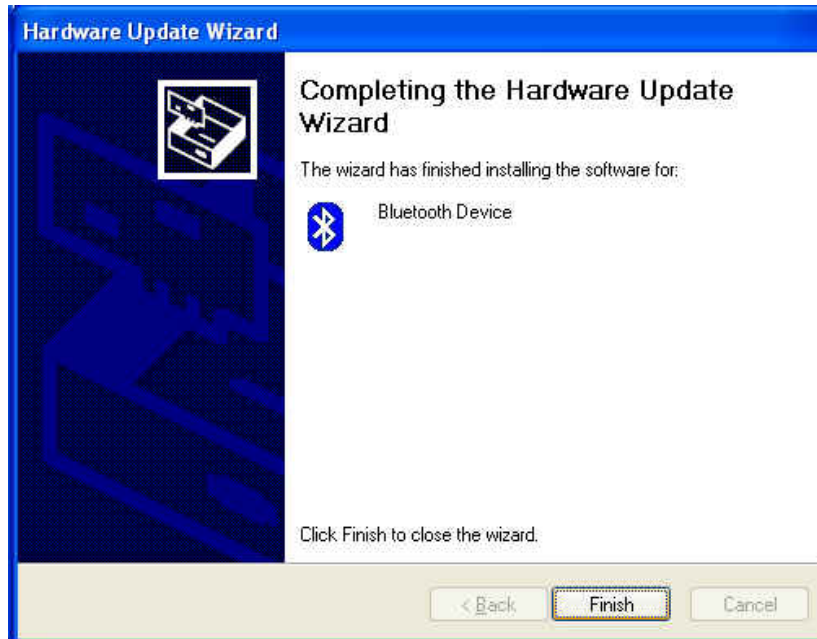 Hardware Update Wizard
Completing the Hardware Update
Wizard
The wizard has finished installing the software for:
Bluetooth Device
Click Finish to close the wizard.
< Back Finish Cancel